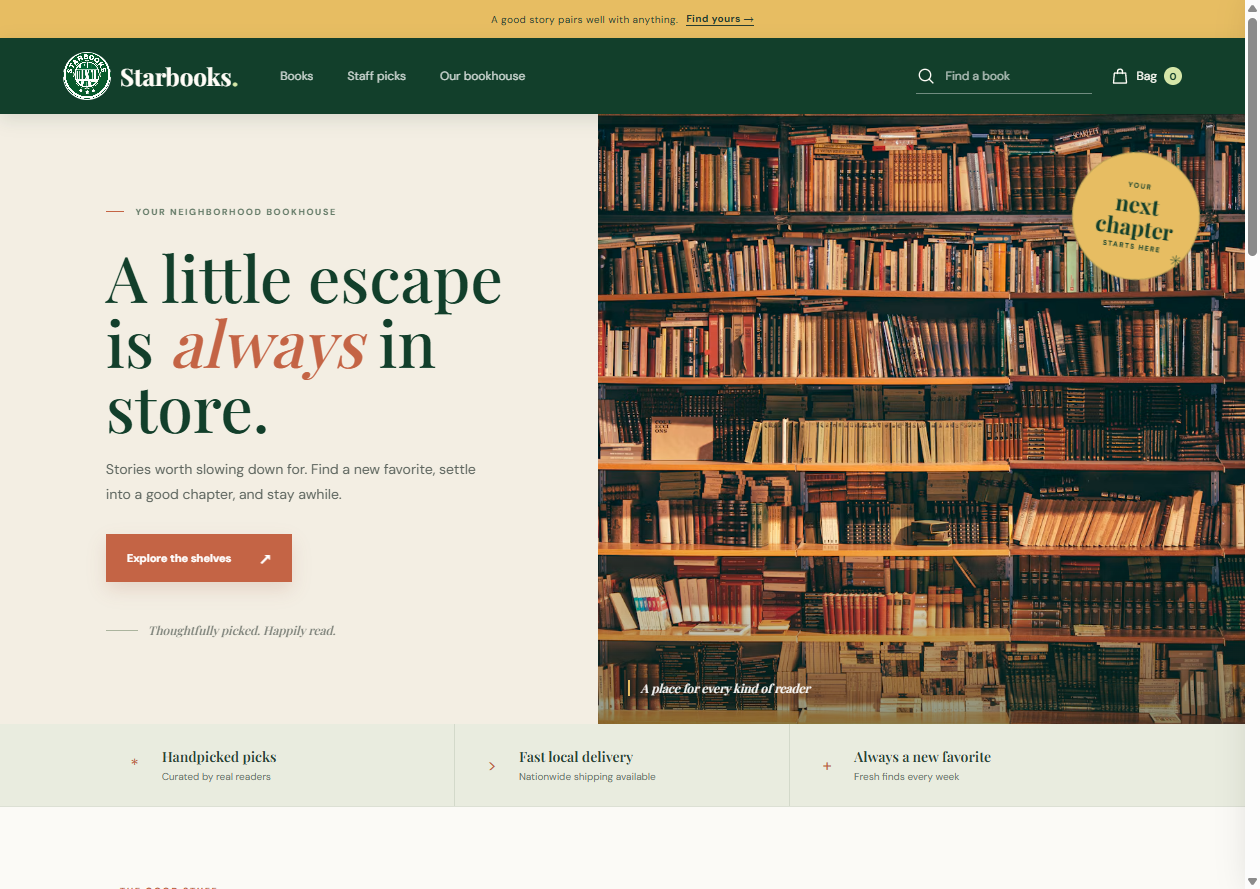 A good story pairs well with anything. Find yours →
STARBOOKS
Starbooks.
Books
Staff picks
Our bookhouse
Find a book
Bag 0
YOUR NEIGHBORHOOD BOOKHOUSE
A little escape
is always in
store.
Stories worth slowing down for. Find a new favorite, settle
into a good chapter, and stay awhile.
Explore the shelves ↗
Thoughtfully picked. Happily read.
SCARLETT
YOUR
next
chapter
STARTS HERE
A place for every kind of reader
* Handpicked picks
Curated by real readers
> Fast local delivery
Nationwide shipping available
+ Always a new favorite
Fresh finds every week